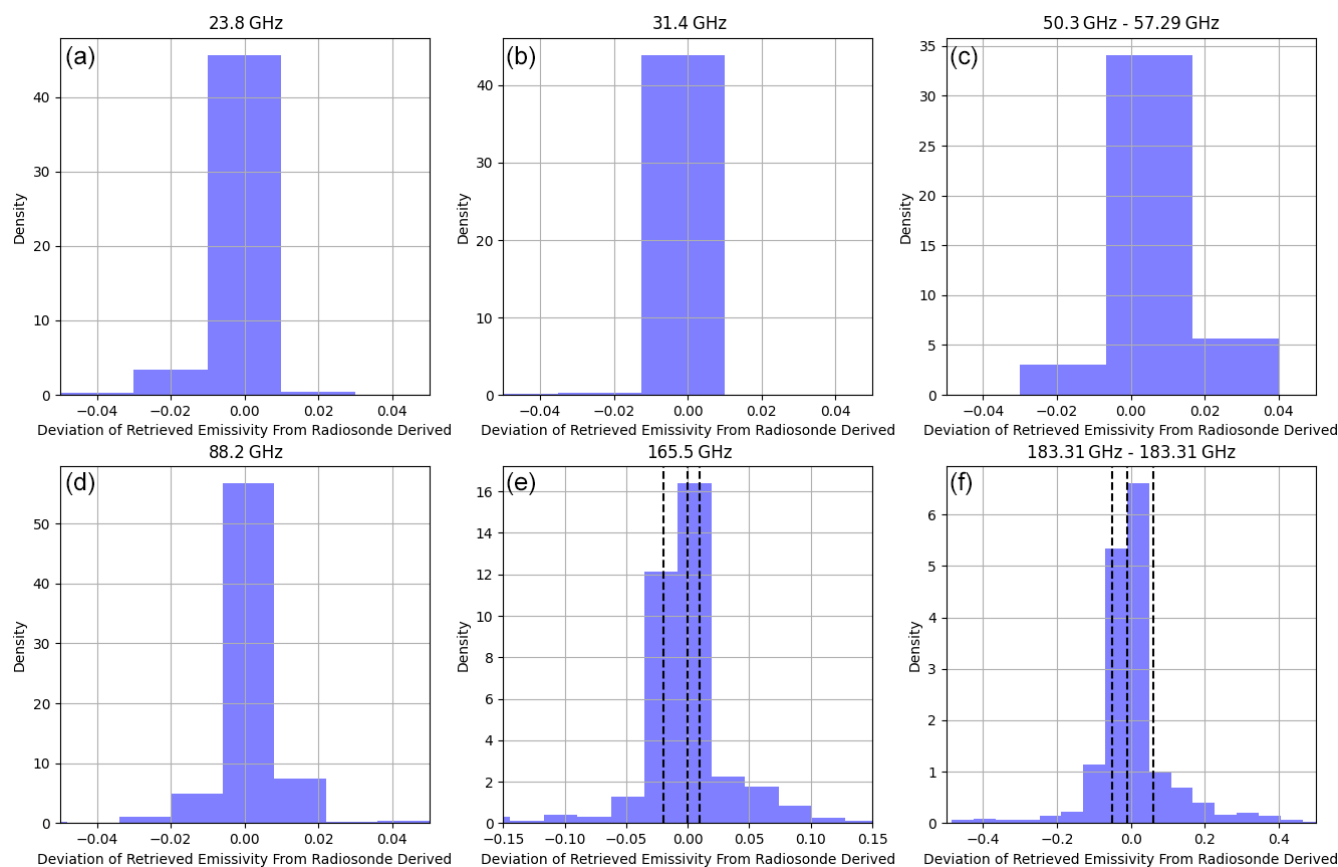 23.8 GHz
(a)
Density
40
30
20
10
0
−0.04 −0.02 0.00 0.02 0.04
Deviation of Retrieved Emissivity From Radiosonde Derived
31.4 GHz
(b)
Density
40
30
20
10
0
−0.04 −0.02 0.00 0.02 0.04
Deviation of Retrieved Emissivity From Radiosonde Derived
50.3 GHz - 57.29 GHz
(c)
Density
35
30
25
20
15
10
5
0
−0.04 −0.02 0.00 0.02 0.04
Deviation of Retrieved Emissivity From Radiosonde Derived
88.2 GHz
(d)
Density
50
40
30
20
10
0
−0.04 −0.02 0.00 0.02 0.04
Deviation of Retrieved Emissivity From Radiosonde Derived
165.5 GHz
(e)
Density
16
14
12
10
8
6
4
2
0
−0.15 −0.10 −0.05 0.00 0.05 0.10 0.15
Deviation of Retrieved Emissivity From Radiosonde Derived
183.31 GHz - 183.31 GHz
(f)
Density
6
5
4
3
2
1
0
−0.4 −0.2 0.0 0.2 0.4
Deviation of Retrieved Emissivity From Radiosonde Derived